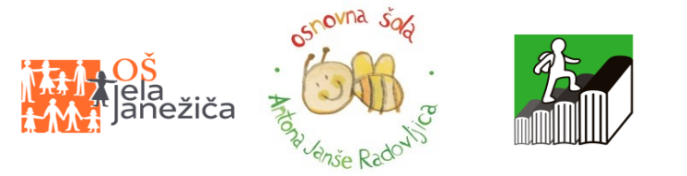 OŠ
jela
janežiča
osnovna šola
Antona Janše Radovljica